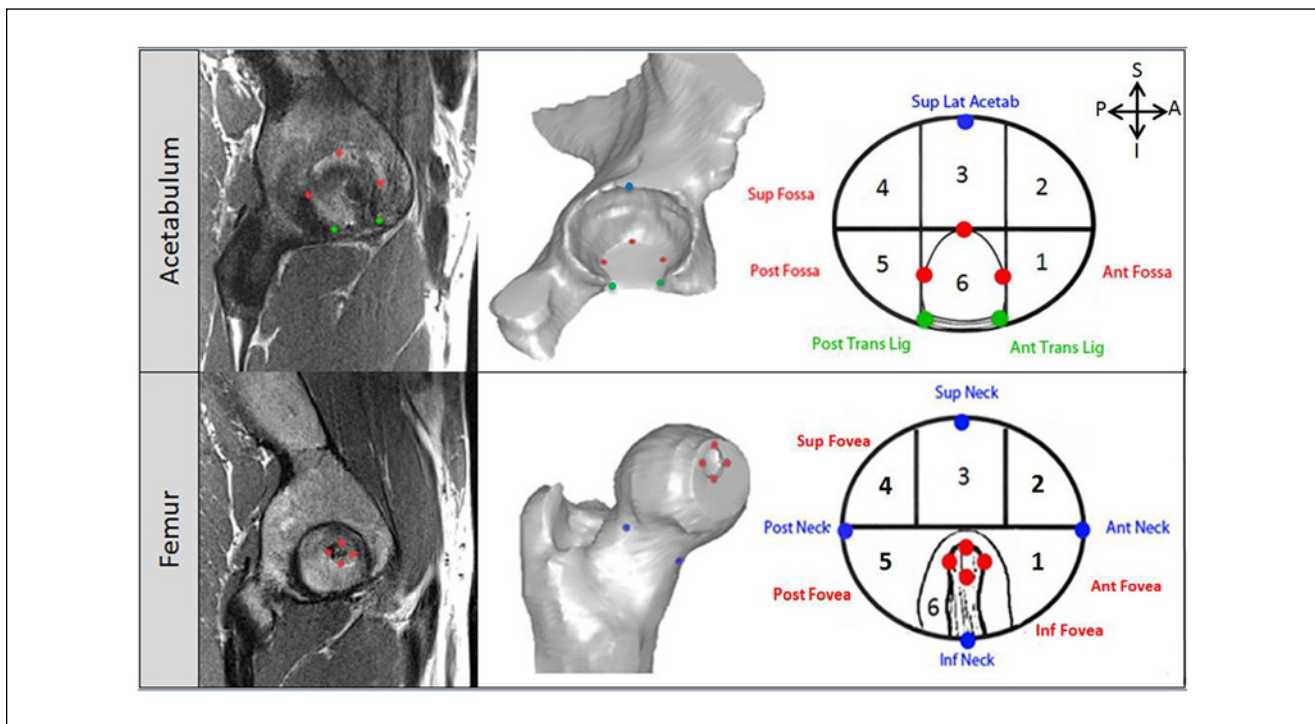 Acetabulum
S
P
A
I
Sup Lat Acetab
4
3
2
Sup Fossa
Post Fossa
5
6
1
Ant Fossa
Post Trans Lig
Ant Trans Lig
Femur
Sup Neck
Sup Fovea
4
3
2
Post Neck
Ant Neck
5
1
Post Fovea
Ant Fovea
6
Inf Fovea
Inf Neck